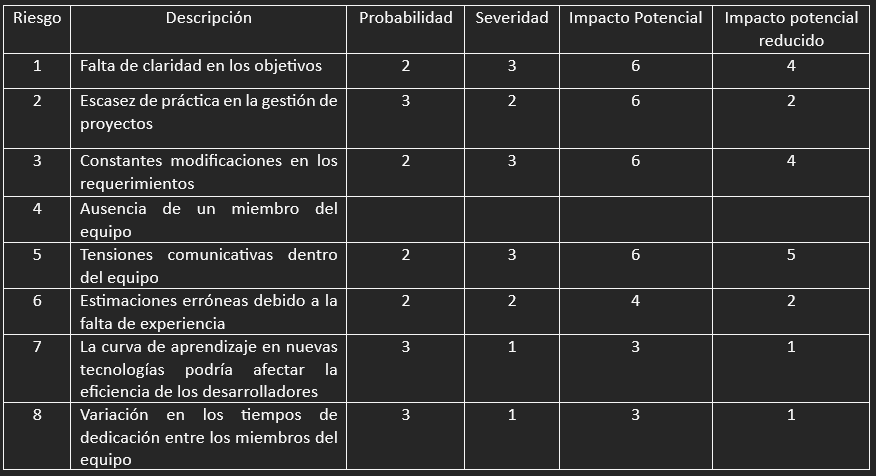 Riesgo Descripción Probabilidad Severidad Impacto Potencial Impacto potencial
reducido
1 Falta de claridad en los objetivos 2 3 6 4
2 Escasez de práctica en la gestión de 3 2 6 2
proyectos
3 Constantes modificaciones en los 2 3 6 4
requerimientos
4 Ausencia de un miembro del
equipo
5 Tensiones comunicativas dentro 2 3 6 5
del equipo
6 Estimaciones erróneas debido a la 2 2 4 2
falta de experiencia
7 La curva de aprendizaje en nuevas 3 1 3 1
tecnologías podría afectar la
eficiencia de los desarrolladores
8 Variación en los tiempos de 3 1 3 1
dedicación entre los miembros del
equipo